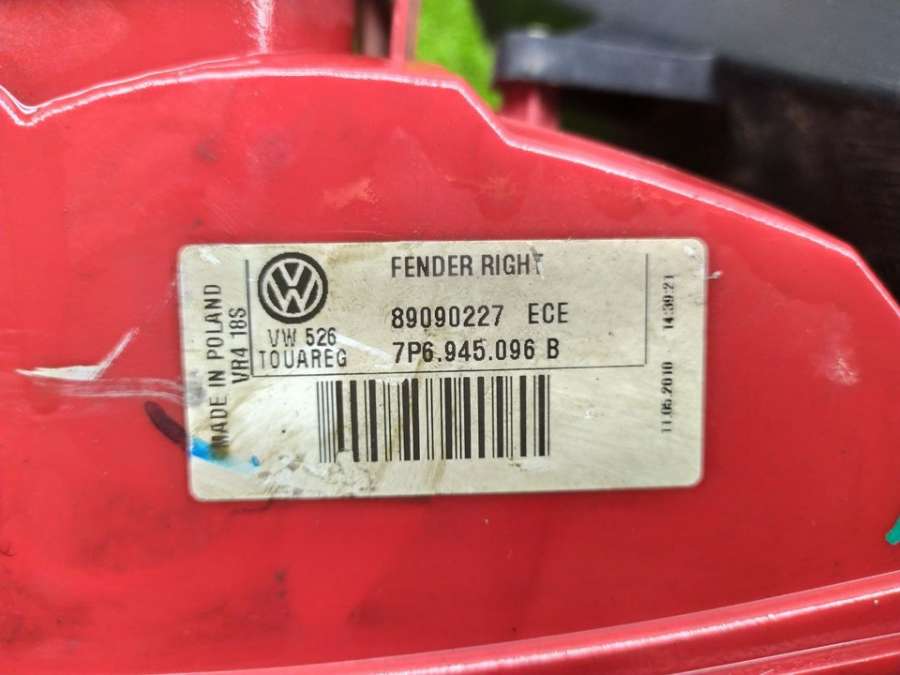 FENDER RIGHT
89090227 ECE
VW 526
7P6.945.096 B
TOUAREG
MADE IN POLAND
VR4 18S
11.05.2010 14:39:21